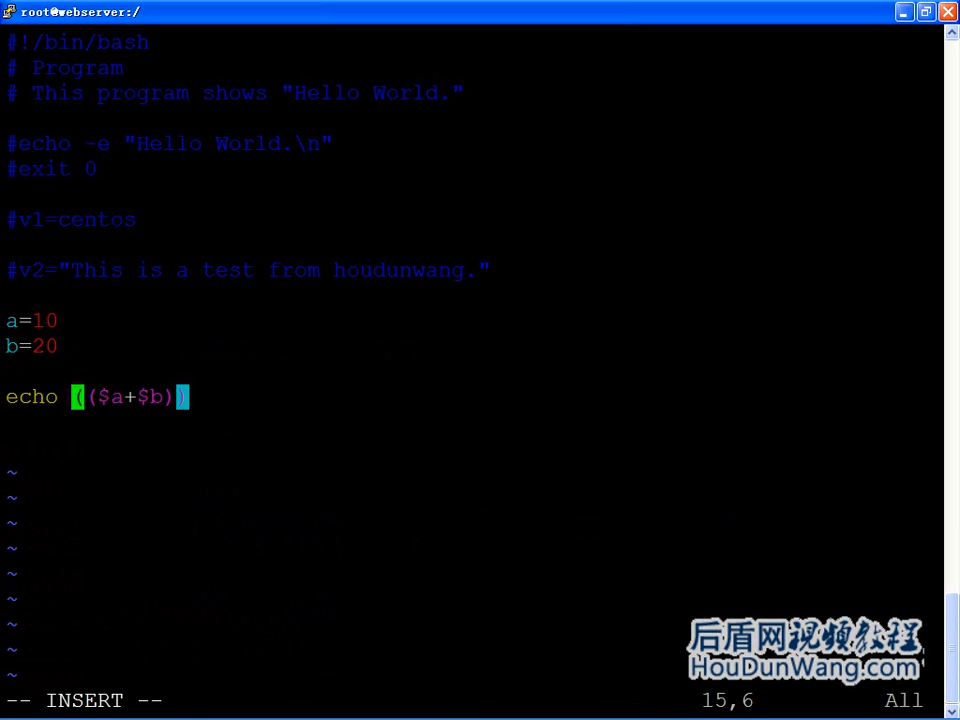 root@webserver:/
#!/bin/bash
# Program
# This program shows "Hello World."
#echo -e "Hello World.\n"
#exit 0
#v1=centos
#v2="This is a test from houdunwang."
a=10
b=20
echo (($a+$b))
~
~
~
~
~
~
~
~
~
-- INSERT --
15,6
All
后盾网视频教程
HouDunWang.com